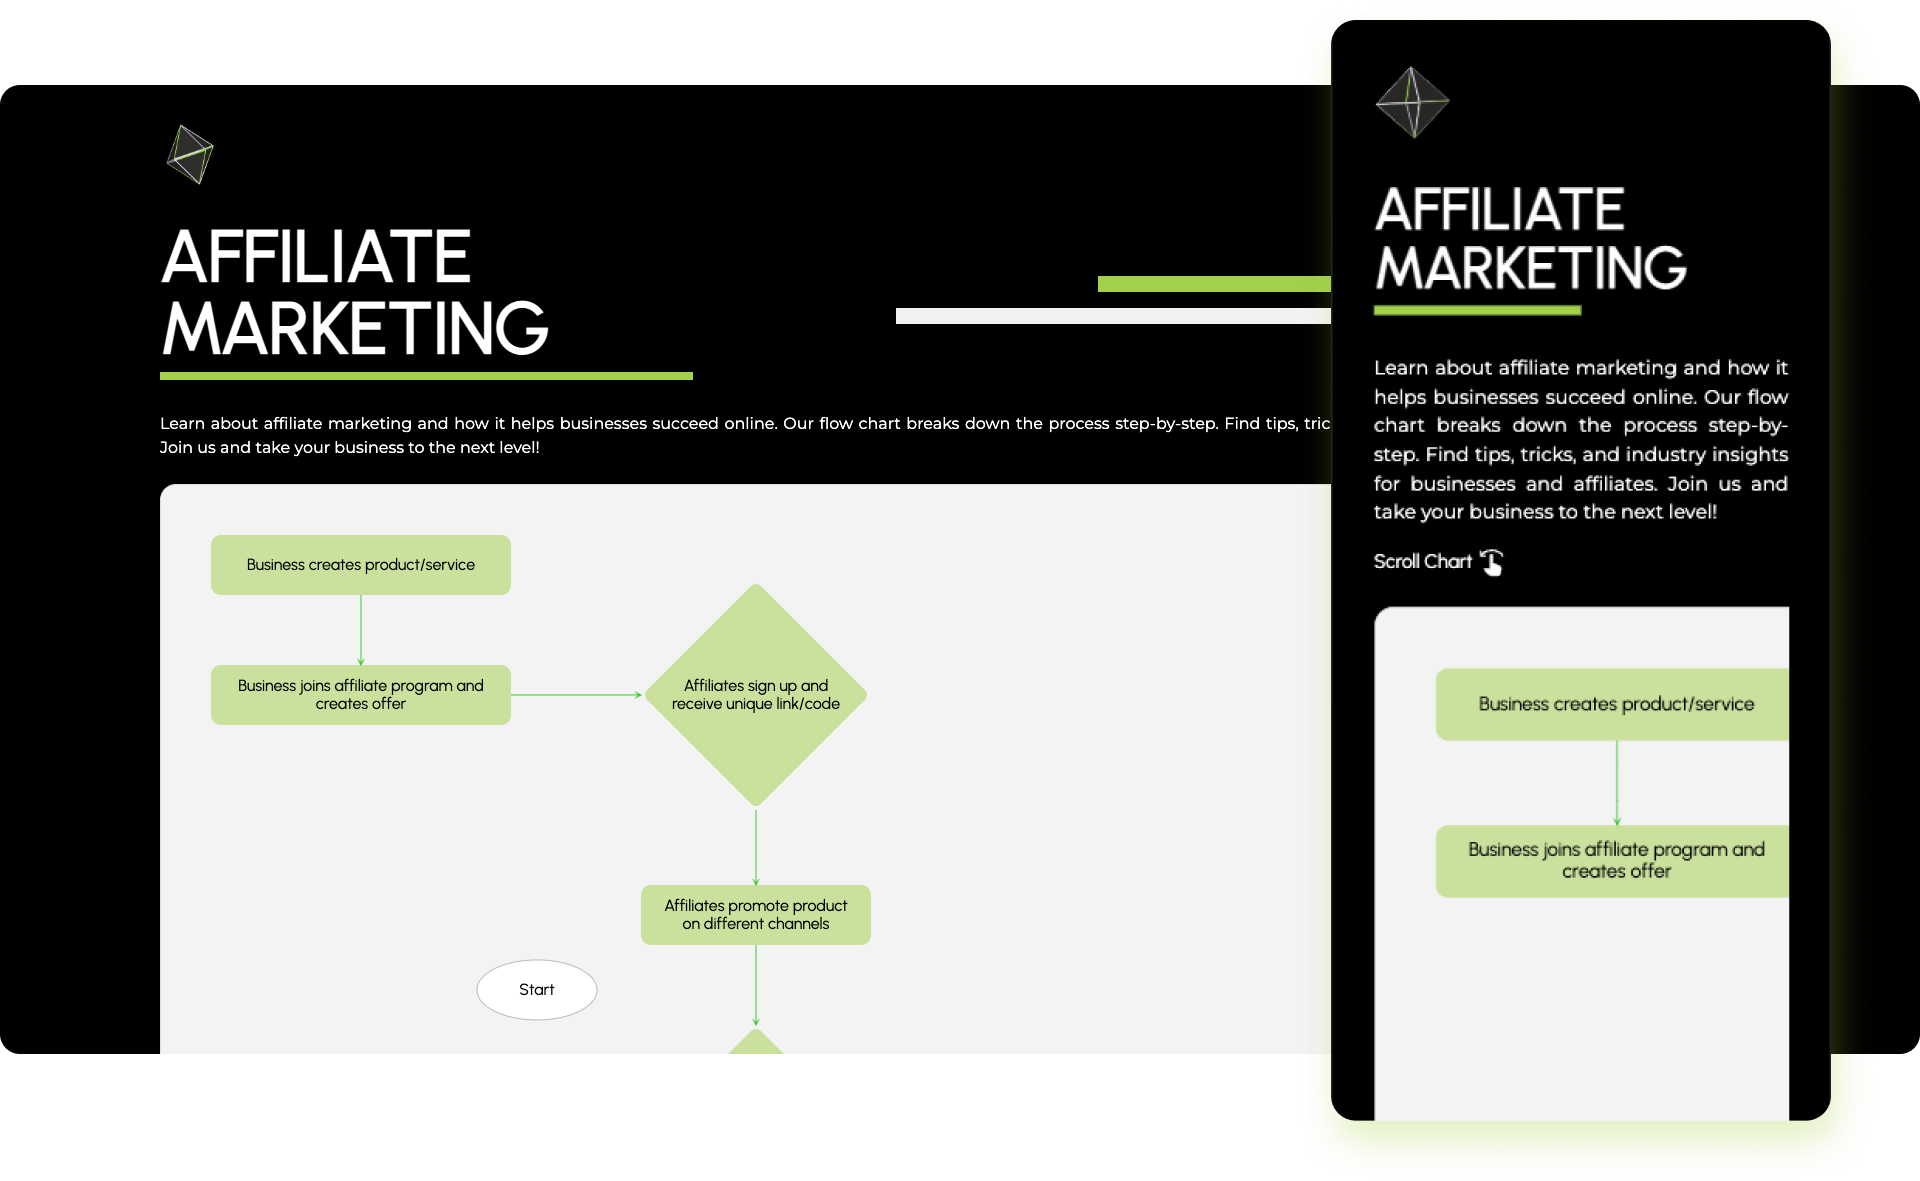 AFFILIATE
MARKETING
Learn about affiliate marketing and how it helps businesses succeed online. Our flow chart breaks down the process step-by-step. Find tips,
Join us and take your business to the next level!
Business creates product/service
Business joins affiliate program and
creates offer
Affiliates sign up and
receive unique link/code
Affiliates promote product
on different channels
Start
AFFILIATE
MARKETING
Learn about affiliate marketing and how it
helps businesses succeed online. Our flow
chart breaks down the process step-by-
step. Find tips, tricks, and industry insights
for businesses and affiliates. Join us and
take your business to the next level!
Scroll Chart
Business creates product/service
Business joins affiliate program and
creates offer